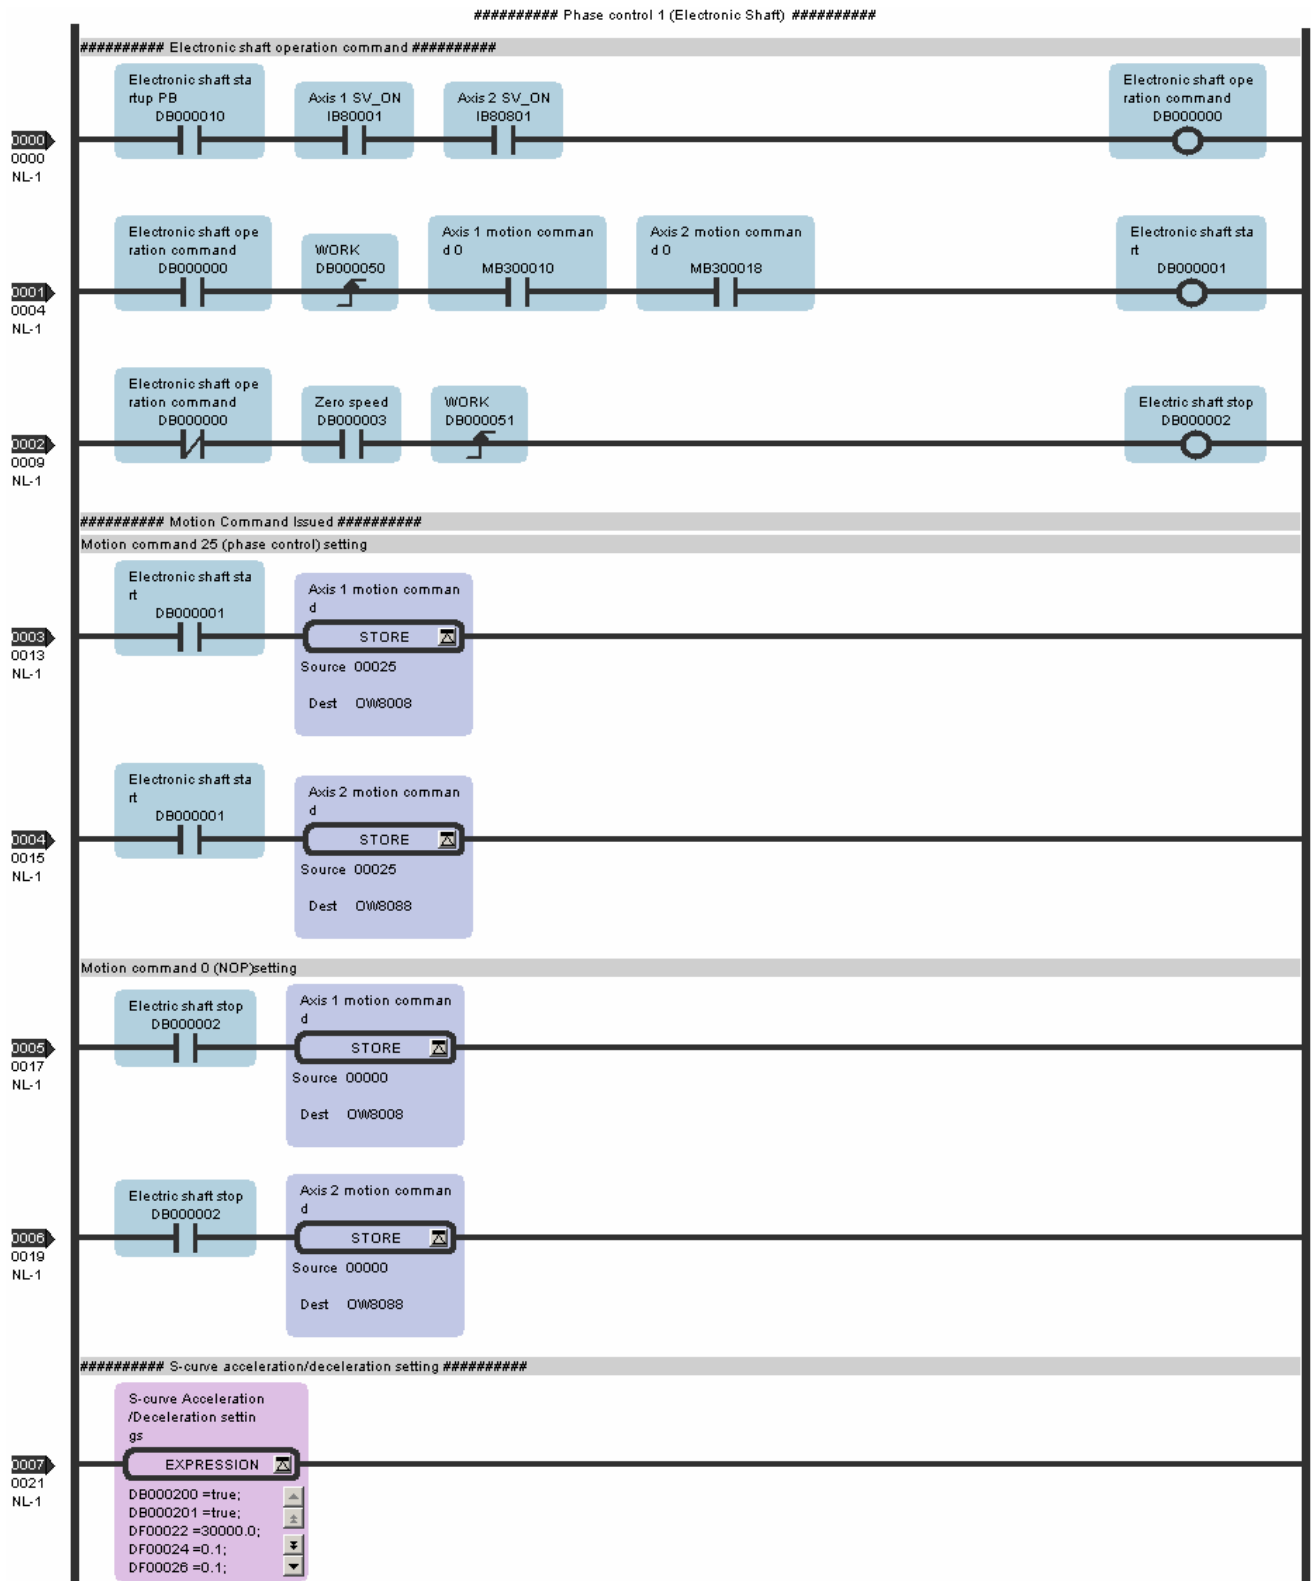 ########## Phase control 1 (Electronic Shaft) ##########
########## Electronic shaft operation command ##########
Electronic shaft sta
rtup PB
DB000010
Axis 1 SV_ON
IB80001
Axis 2 SV_ON
IB80801
Electronic shaft ope
ration command
DB000000
0000
0000
NL-1
Electronic shaft ope
ration command
DB000000
WORK
DB000050
Axis 1 motion comman
d 0
MB300010
Axis 2 motion comman
d 0
MB300018
Electronic shaft sta
rt
DB000001
0001
0004
NL-1
Electronic shaft ope
ration command
DB000000
Zero speed
DB000003
WORK
DB000051
Electric shaft stop
DB000002
0002
0009
NL-1
########## Motion Command Issued ##########
Motion command 25 (phase control) setting
Electronic shaft sta
rt
DB000001
Axis 1 motion comman
d
STORE
Source 00025
Dest OW8008
0003
0013
NL-1
Electronic shaft sta
rt
DB000001
Axis 2 motion comman
d
STORE
Source 00025
Dest OW8088
0004
0015
NL-1
Motion command 0 (NOP)setting
Electric shaft stop
DB000002
Axis 1 motion comman
d
STORE
Source 00000
Dest OW8008
0005
0017
NL-1
Electric shaft stop
DB000002
Axis 2 motion comman
d
STORE
Source 00000
Dest OW8088
0006
0019
NL-1
########## S-curve acceleration/deceleration setting ##########
S-curve Acceleration
/Deceleration settin
gs
EXPRESSION
DB000200 =true;
DB000201 =true;
DF00022 =30000.0;
DF00024 =0.1;
DF00026 =0.1;
0007
0021
NL-1